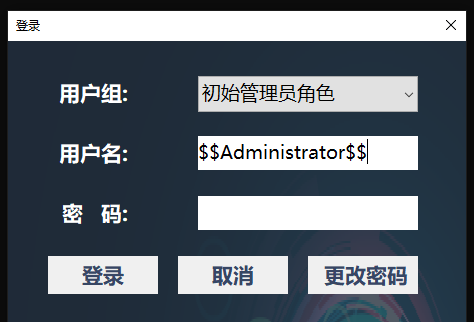 登录
用户组: 初始管理员角色
用户名: $$Administrator$$
密 码:
登录 取消 更改密码